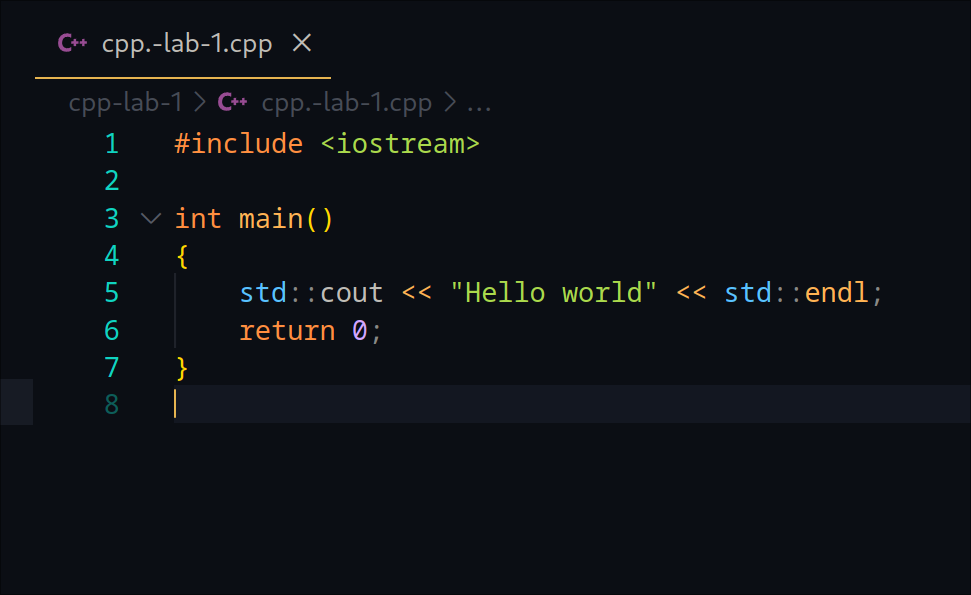 C++ cpp.-lab-1.cpp ×
cpp-lab-1 > C++ cpp.-lab-1.cpp > ...
1 #include <iostream>
2
3 int main()
4 {
5     std::cout << "Hello world" << std::endl;
6     return 0;
7 }
8